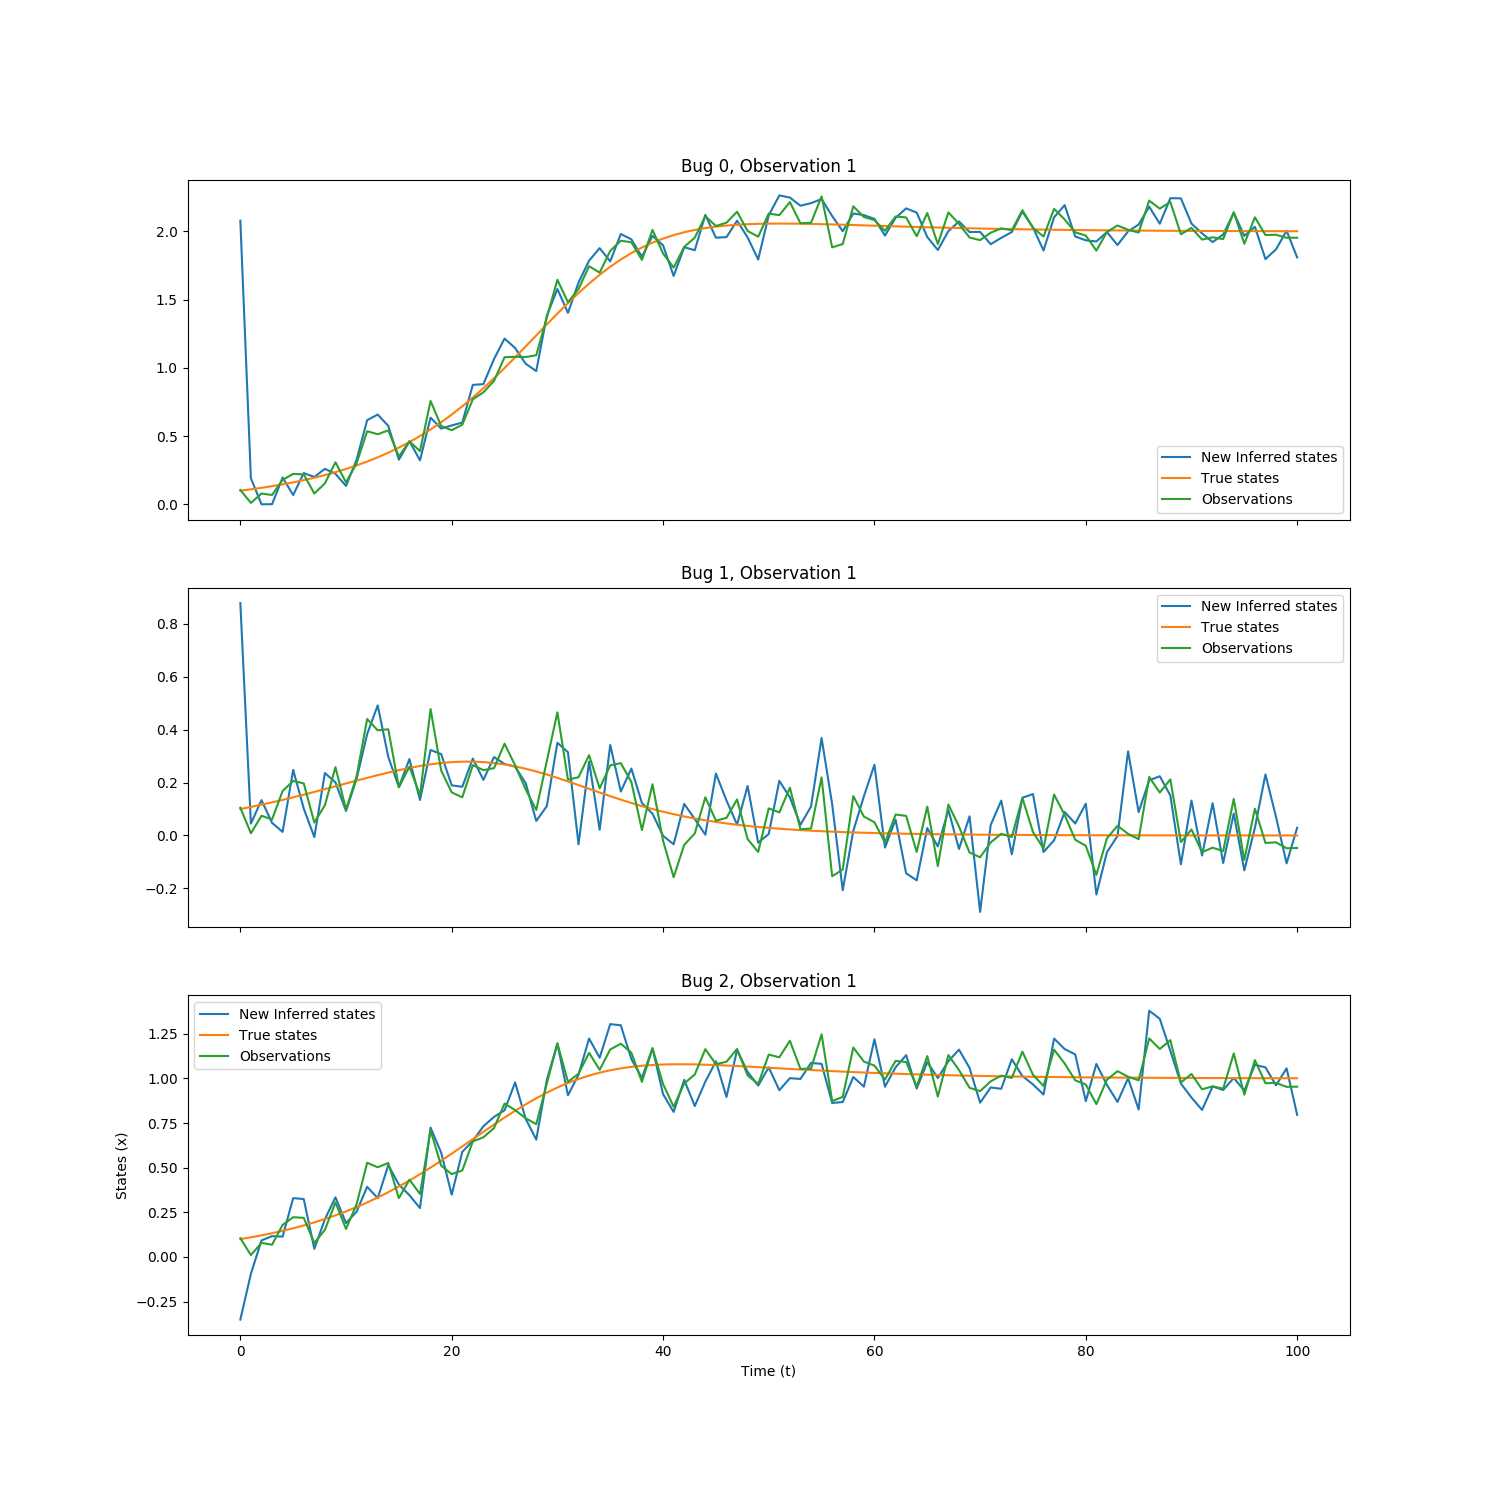 Bug 0, Observation 1
2.0
1.5
1.0
0.5
0.0
New Inferred states
True states
Observations
Bug 1, Observation 1
0.8
0.6
0.4
0.2
0.0
−0.2
New Inferred states
True states
Observations
Bug 2, Observation 1
New Inferred states
True states
Observations
1.25
1.00
0.75
0.50
0.25
0.00
−0.25
States (x)
0 20 40 60 80 100
Time (t)